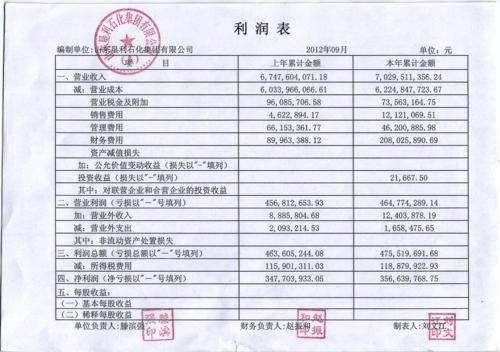 利润表
编制单位:山东垦利石化集团有限公司 2012年09月 单位: 元
项 目 上年累计金额 本年累计金额
一、营业收入 6,747,604,071.18 7,029,511,356.24
减: 营业成本 6,033,966,066.61 6,224,847,723.67
营业税金及附加 96,085,706.58 73,563,164.75
销售费用 4,622,894.17 12,121,069.51
管理费用 66,153,361.77 46,200,885.98
财务费用 89,963,388.12 208,025,890.69
资产减值损失
加: 公允价值变动收益 (损失以"-"填列)
投资收益 (损失以"-"填列) 21,667.50
其中: 对联营企业和合营企业的投资收益
二、营业利润 (亏损以"-"号填列) 456,812,653.93 464,774,289.14
加: 营业外收入 8,885,804.68 12,403,878.19
减: 营业外支出 2,093,214.53 1,658,475.65
其中: 非流动资产处置损失
三、利润总额 (亏损总额以"-"号填列) 463,605,244.08 475,519,691.68
减: 所得税费用 115,901,311.03 118,879,922.93
四、净利润 (净亏损以"-"号填列) 347,703,933.05 356,639,768.75
五、每股收益:
(一) 基本每股收益
(二) 稀释每股收益
单位负责人: 滕滨强 财务负责人: 赵振和 制表人: 刘文江